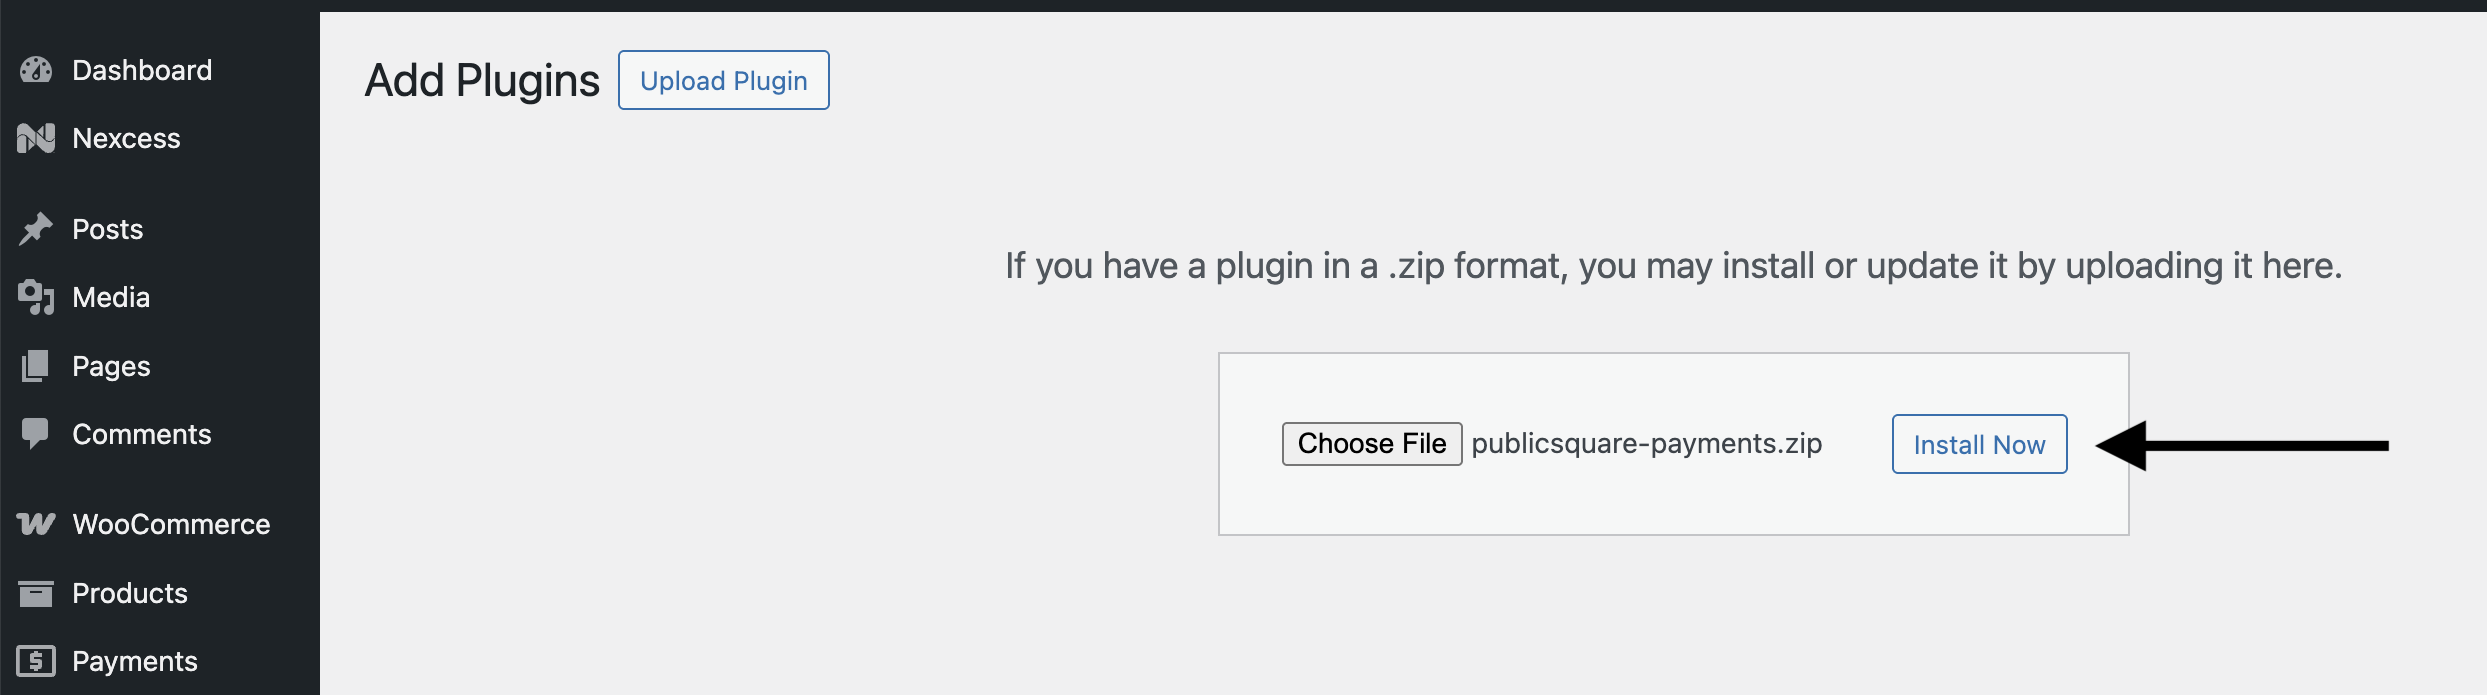 Dashboard
Nexcess
Posts
Media
Pages
Comments
WooCommerce
Products
Payments
Add Plugins
Upload Plugin
If you have a plugin in a .zip format, you may install or update it by uploading it here.
Choose File publicsquare-payments.zip
Install Now